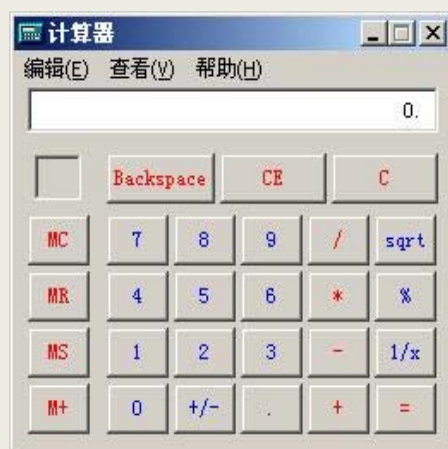 计算器
编辑(E) 查看(V) 帮助(H)
0.
Backspace CE C
MC 7 8 9 / sqrt
MR 4 5 6 * %
MS 1 2 3 - 1/x
M+ 0 +/- . + =